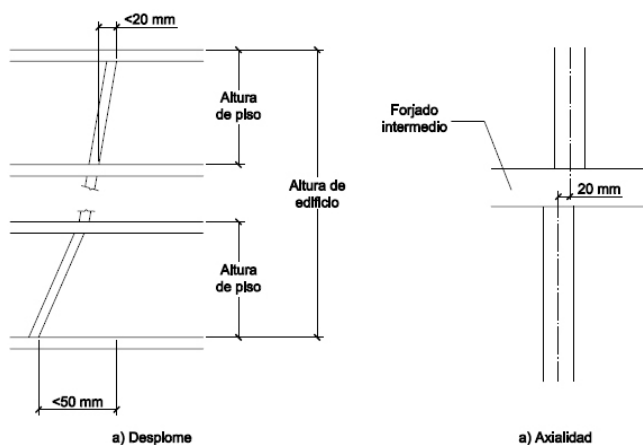 <20 mm
Altura
de piso
Altura de
edificio
Altura
de piso
<50 mm
a) Desplome
Forjado
intermedio
20 mm
a) Axialidad